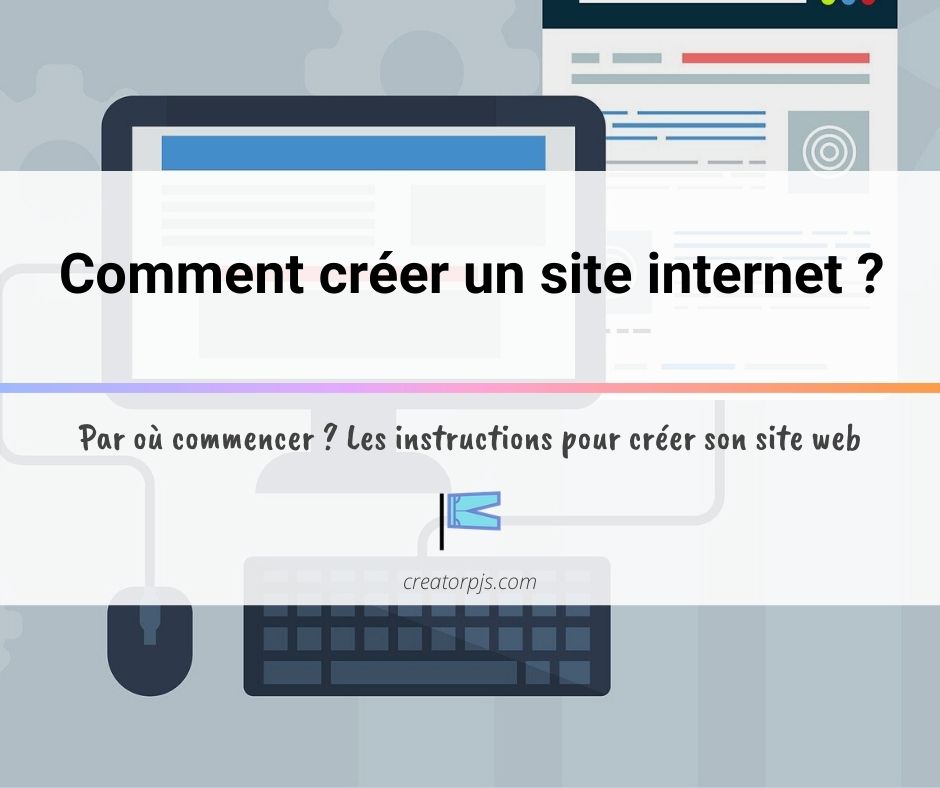 Comment créer un site internet ?
Par où commencer ? Les instructions pour créer son site web
creatorpjs.com